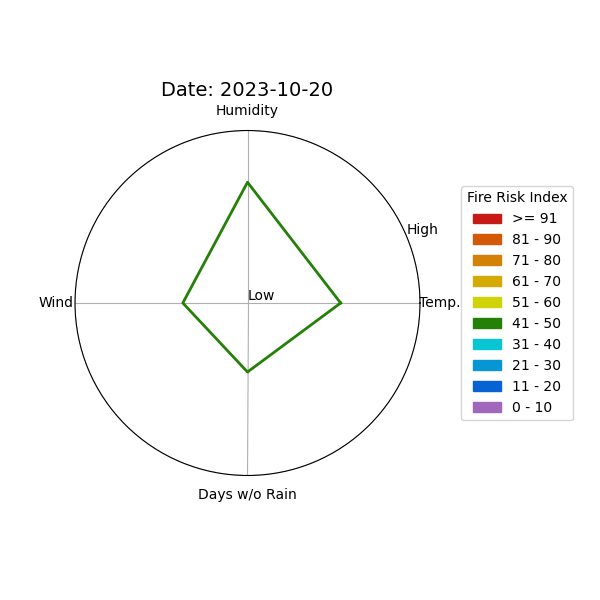 Date: 2023-10-20
Humidity
High
Low
Wind
Temp.
Days w/o Rain
Fire Risk Index
>= 91
81 - 90
71 - 80
61 - 70
51 - 60
41 - 50
31 - 40
21 - 30
11 - 20
0 - 10